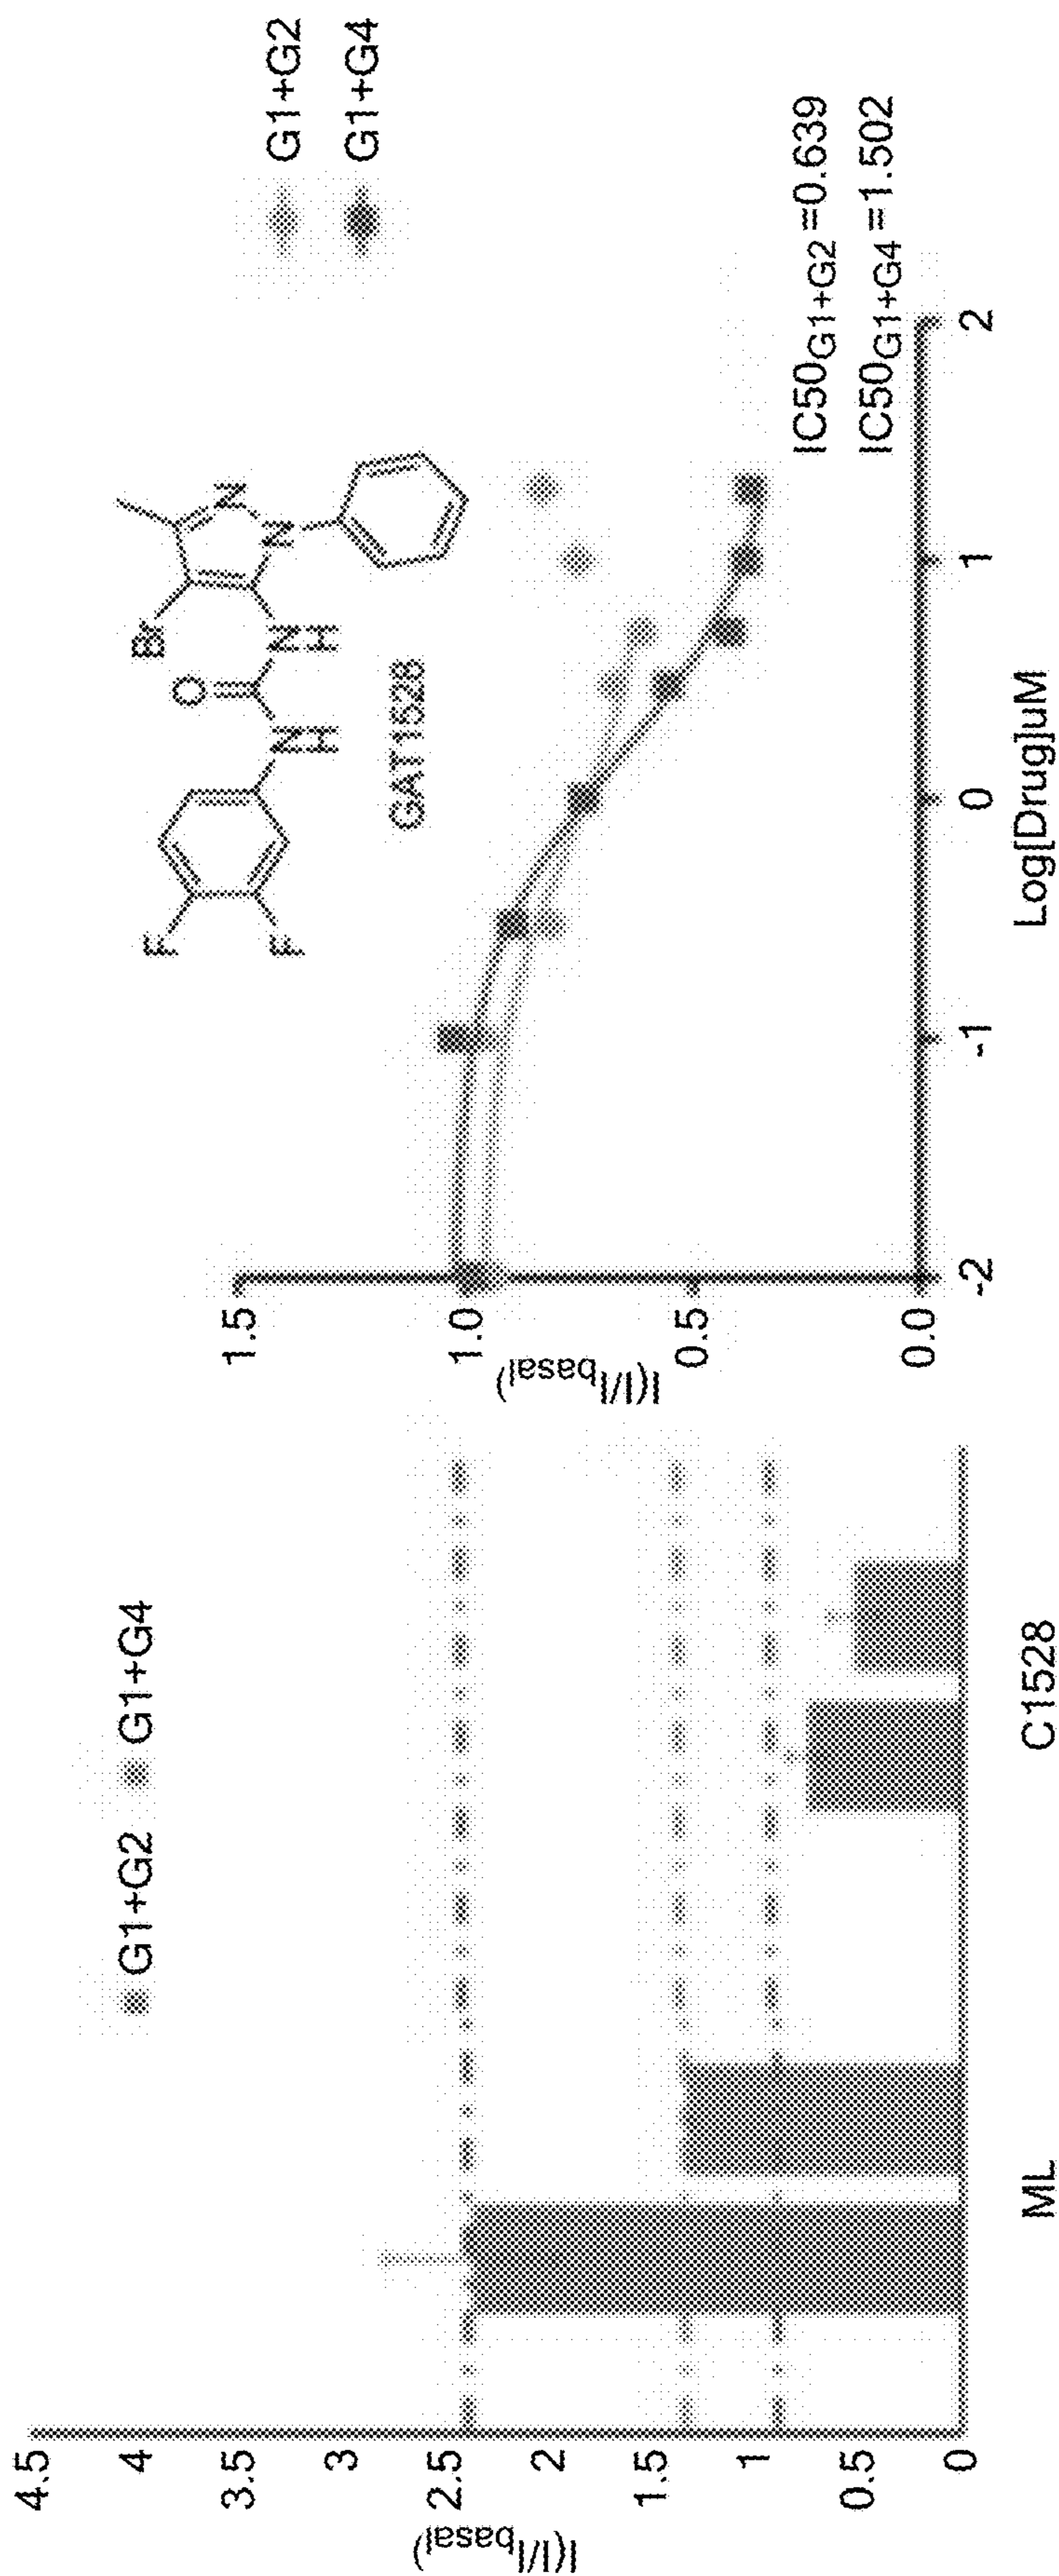 I(I/Ibasal)
4.5
4
3.5
3
2.5
2
1.5
1
0.5
0
G1+G2
G1+G4
ML
C1528
I(I/Ibasal)
1.5
1.0
0.5
0.0
-2
-1
0
1
2
Log[Drug]uM
F
F
O
N
H
N
H
Br
N
N
GAT1528
G1+G2
G1+G4
IC50G1+G2=0.639
IC50G1+G4=1.502